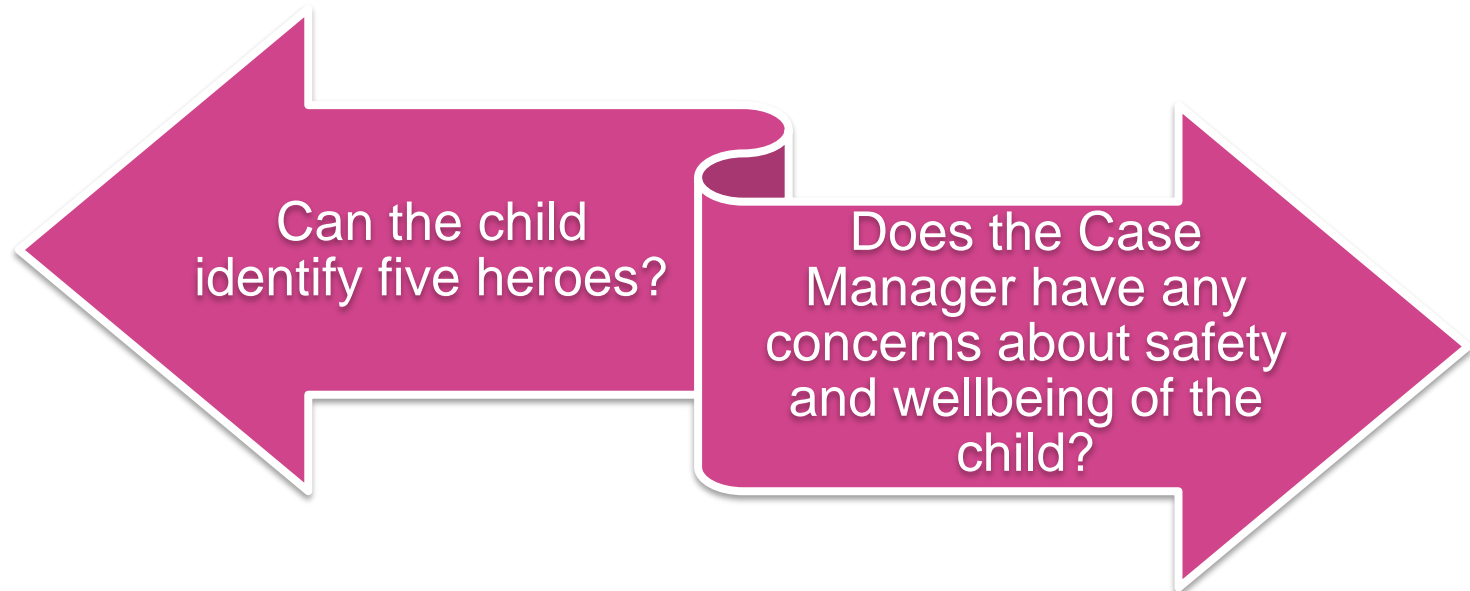 Can the child
identify five heroes?
Does the Case
Manager have any
concerns about safety
and wellbeing of the
child?